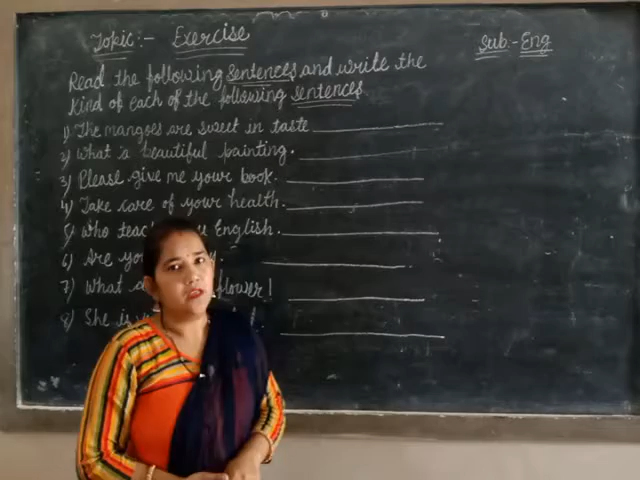 Topic:- Exercise
Sub.- Eng
Read the following sentences and write the
kind of each of the following sentences
1) The mangoes are sweet in taste
2) What a beautiful painting.
3) Please give me your book.
4) Take care of your health.
5) Who English.
6) Are
7) What flower!
8) She is